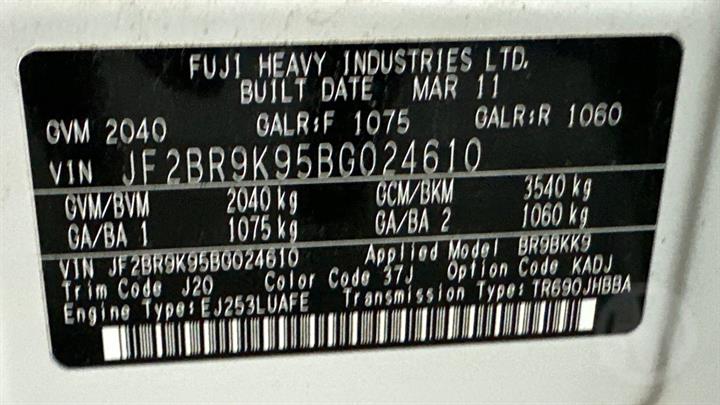 FUJI HEAVY INDUSTRIES LTD.
BUILT DATE MAR 11
GVM 2040 GALR:F 1075 GALR:R 1060
VIN JF2BR9K95BG024610
GVM/BVM 2040 kg GCM/BKM 3540 kg
GA/BA 1 1075 kg GA/BA 2 1060 kg
VIN JF2BR9K95BG024610 Applied Model BR9BKK9
Trim Code J20 Color Code 37J Option Code KADJ
Engine Type:EJ253LUAFE Transmission Type:TR690JHBBA